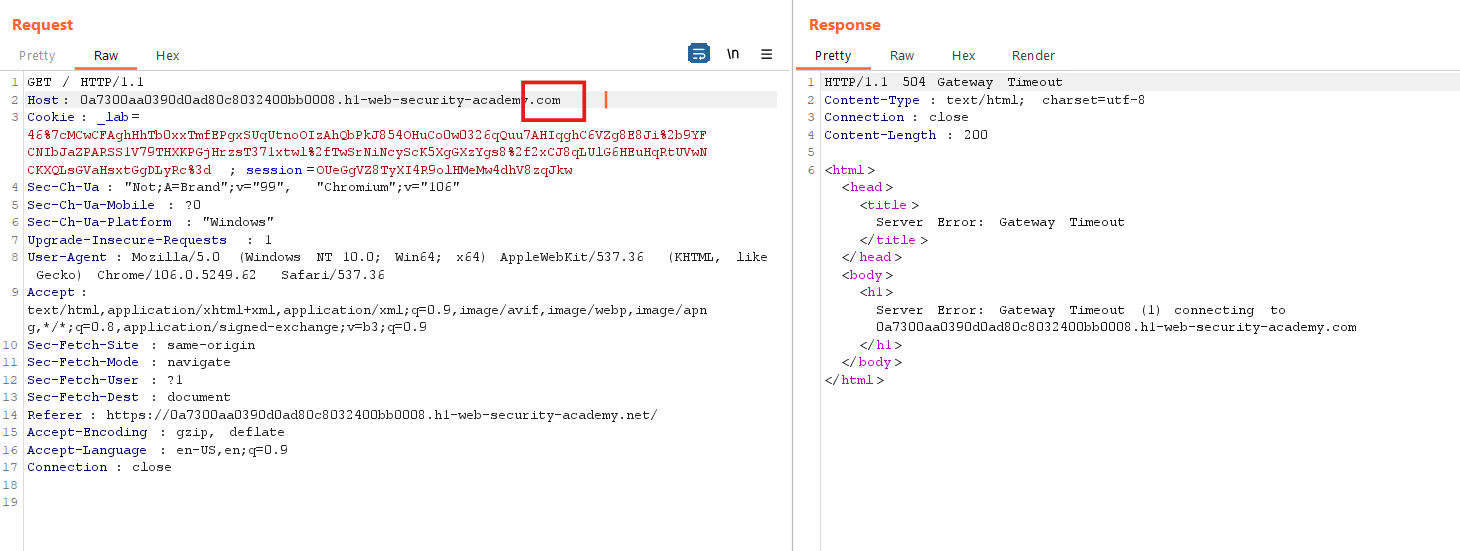 Request
Pretty Raw Hex
\n
1 GET / HTTP/1.1
2 Host: 0a7300aa0390d0ad80c8032400bb0008.h1-web-security-academy.com
3 Cookie: _lab=
46%7cMCwCFAghHhTb0xxTmfEPgxSUqUtnoOIzAhQbPkJ854OHuCo0w0326qQuu7AHIqghC6VZg8E8Ji%2b9YF
CNIbJaZPARSS1V79THXKPGjHrzsT371xtwl%2fTwSrNiNcyScK5XgGXzYgs8%2f2xCJ8qLUlG6HEuHqRtUVwN
CKXQLsGVaHsxtGgDLyRc%3d ; session=OUeGgVZ8TyXI4R9olHMeMw4dhV8zqJkw
4 Sec-Ch-Ua : "Not;A=Brand";v="99", "Chromium";v="106"
5 Sec-Ch-Ua-Mobile : ?0
6 Sec-Ch-Ua-Platform : "Windows"
7 Upgrade-Insecure-Requests : 1
8 User-Agent : Mozilla/5.0 (Windows NT 10.0; Win64; x64) AppleWebKit/537.36 (KHTML, like
Gecko) Chrome/106.0.5249.62 Safari/537.36
9 Accept :
text/html,application/xhtml+xml,application/xml;q=0.9,image/avif,image/webp,image/apn
g,*/*;q=0.8,application/signed-exchange;v=b3;q=0.9
10 Sec-Fetch-Site : same-origin
11 Sec-Fetch-Mode : navigate
12 Sec-Fetch-User : ?1
13 Sec-Fetch-Dest : document
14 Referer : https://0a7300aa0390d0ad80c8032400bb0008.h1-web-security-academy.net/
15 Accept-Encoding : gzip, deflate
16 Accept-Language : en-US,en;q=0.9
17 Connection : close
18
19
Response
Pretty Raw Hex Render
1 HTTP/1.1 504 Gateway Timeout
2 Content-Type : text/html; charset=utf-8
3 Connection : close
4 Content-Length : 200
5
6 <html>
<head>
<title>
Server Error: Gateway Timeout
</title>
</head>
<body>
<h1>
Server Error: Gateway Timeout (1) connecting to
0a7300aa0390d0ad80c8032400bb0008.h1-web-security-academy.com
</h1>
</body>
</html>